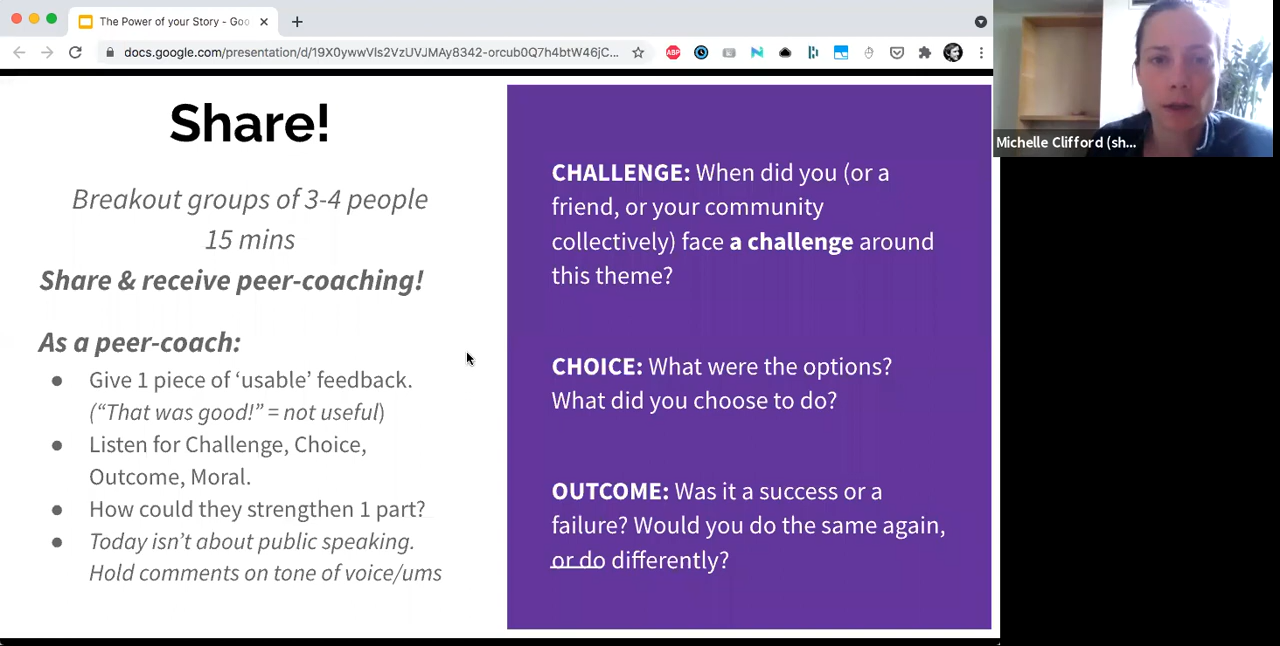 The Power of your Story - Goo
docs.google.com/presentation/d/19X0ywwVIs2VzUVJMAy8342-orcub0Q7h4btW46jC...
ABP
Michelle Clifford (sh...
Share!
Breakout groups of 3-4 people
15 mins
Share & receive peer-coaching!
As a peer-coach:
● Give 1 piece of ‘usable’ feedback.
(“That was good!” = not useful)
● Listen for Challenge, Choice,
Outcome, Moral.
● How could they strengthen 1 part?
● Today isn’t about public speaking.
Hold comments on tone of voice/ums
CHALLENGE: When did you (or a
friend, or your community
collectively) face a challenge around
this theme?
CHOICE: What were the options?
What did you choose to do?
OUTCOME: Was it a success or a
failure? Would you do the same again,
or do differently?